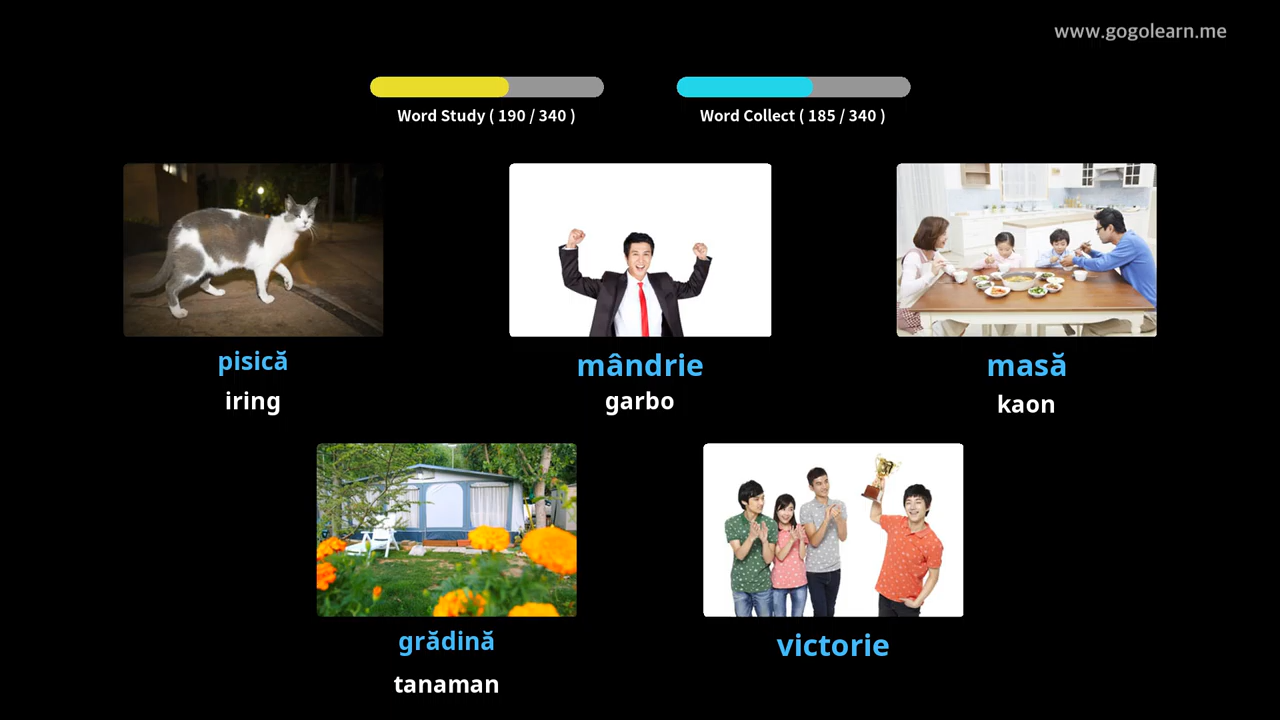 www.gogolearn.me
Word Study ( 190 / 340 )
Word Collect ( 185 / 340 )
pisică
iring
mândrie
garbo
masă
kaon
grădină
tanaman
victorie